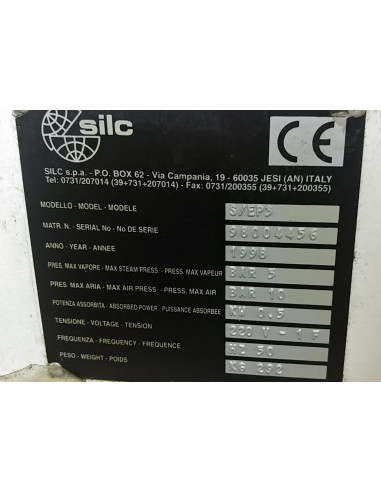 silc
CE
SILC s.p.a. - P.O. BOX 62 - Via Campania, 19 - 60035 JESI (AN) ITALY
Tel: 0731/207014 (39+731+207014) - Fax: 0731/200355 (39+731+200355)
MODELLO - MODEL - MODELE S/EPS
MATR. N. - SERIAL No - No DE SERIE 98004456
ANNO - YEAR - ANNEE 1998
PRES. MAX VAPORE - MAX STEAM PRESS. - PRESS. MAX VAPEUR BAR 5
PRES. MAX ARIA - MAX AIR PRESS. - PRESS. MAX AIR BAR 10
POTENZA ASSORBITA - ABSORBED POWER - PUISSANCE ABSORBEE KW 0.5
TENSIONE - VOLTAGE - TENSION 220 V - 1 F
FREQUENZA - FREQUENCY - FREQUENCE HZ 50
PESO - WEIGHT - POIDS KG